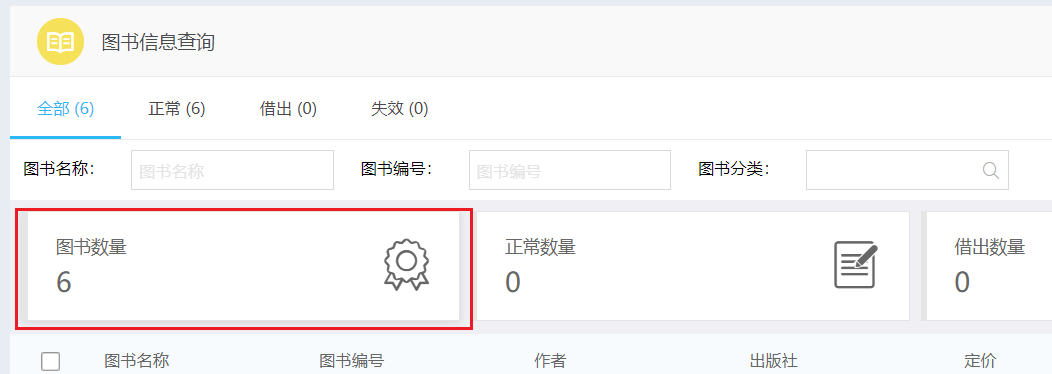 图书信息查询
全部 (6) 正常 (6) 借出 (0) 失效 (0)
图书名称： 图书名称 图书编号： 图书编号 图书分类：
图书数量 正常数量 借出数量
6 0 0
图书名称 图书编号 作者 出版社 定价